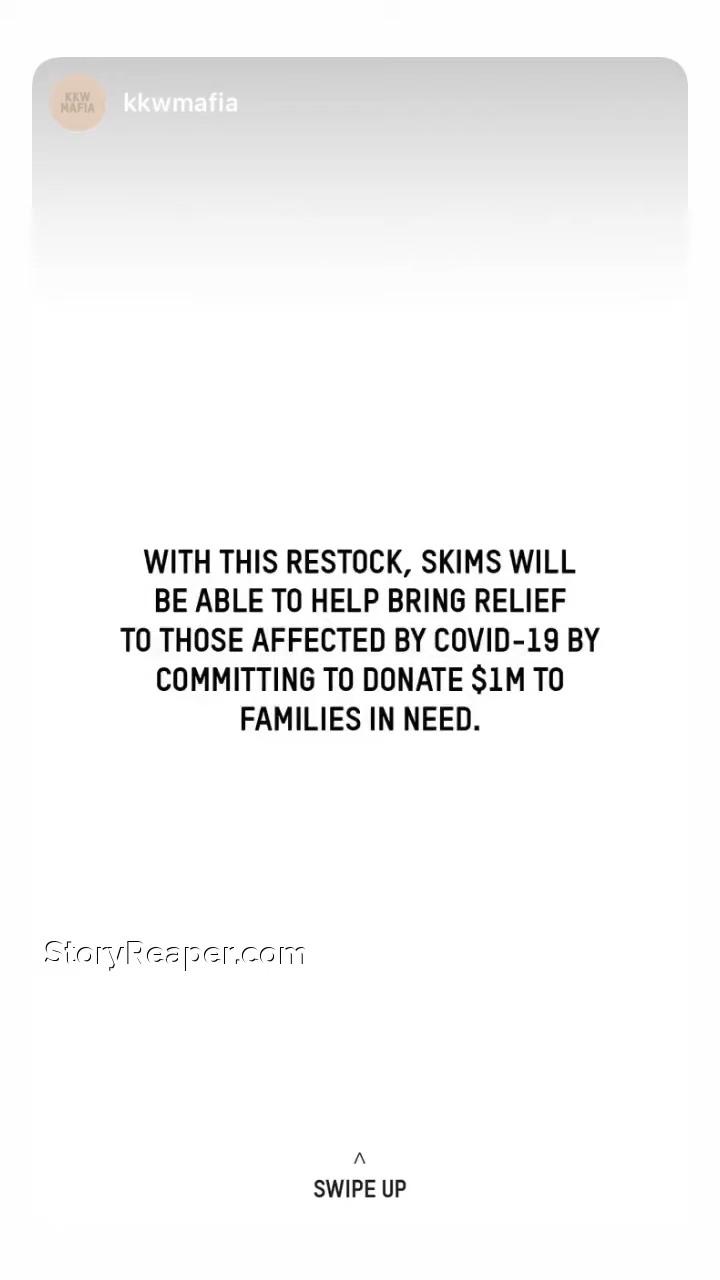 KKW
MAFIA
kkwmafia
WITH THIS RESTOCK, SKIMS WILL
BE ABLE TO HELP BRING RELIEF
TO THOSE AFFECTED BY COVID-19 BY
COMMITTING TO DONATE $1M TO
FAMILIES IN NEED.
StoryReaper.com
^
SWIPE UP